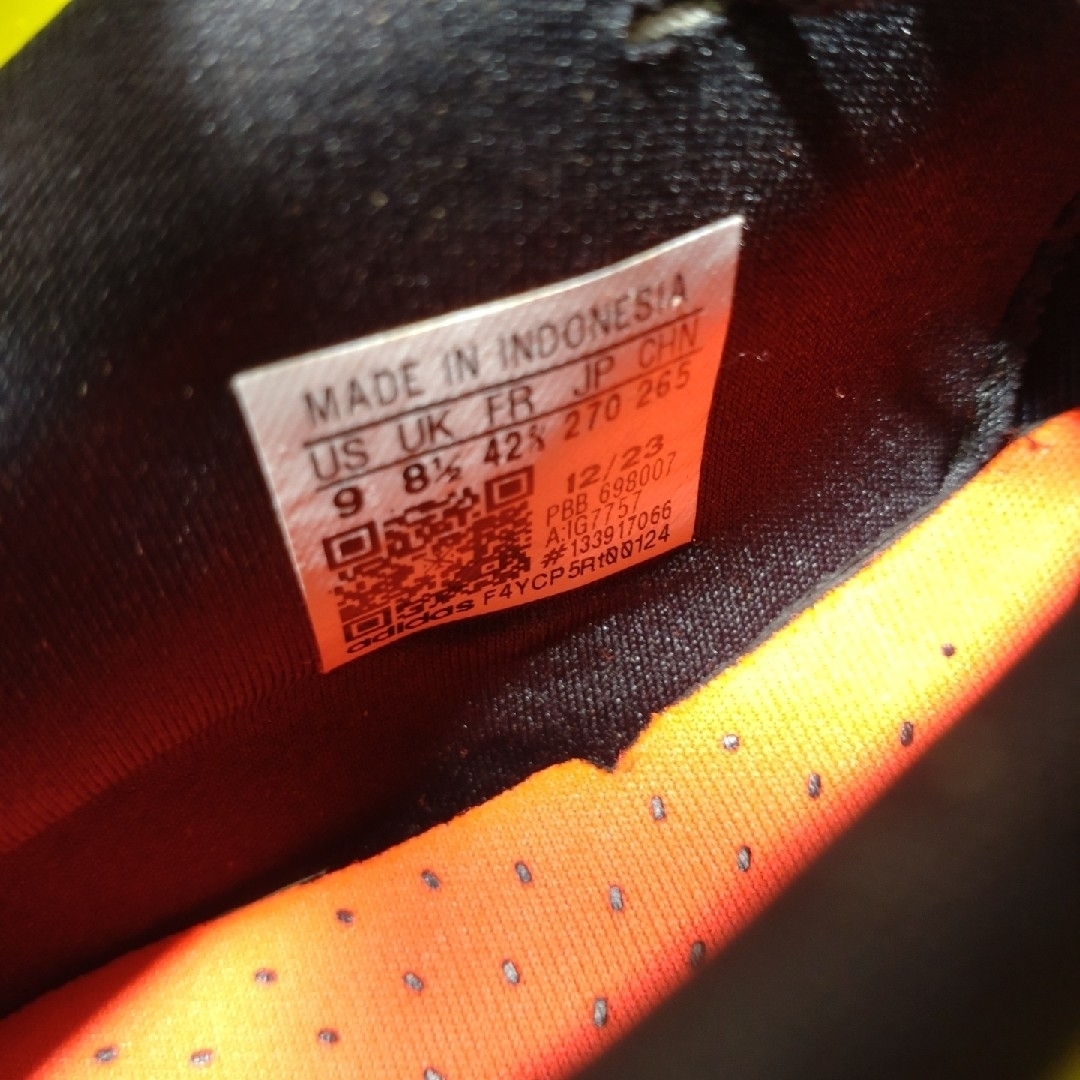 MADE IN INDONESIA
US UK FR JP CHN
9 8½ 42⅔ 270 265
12/23
PBB 698007
A:IG7757
#133917066
adidas F4YCP5Rt00124